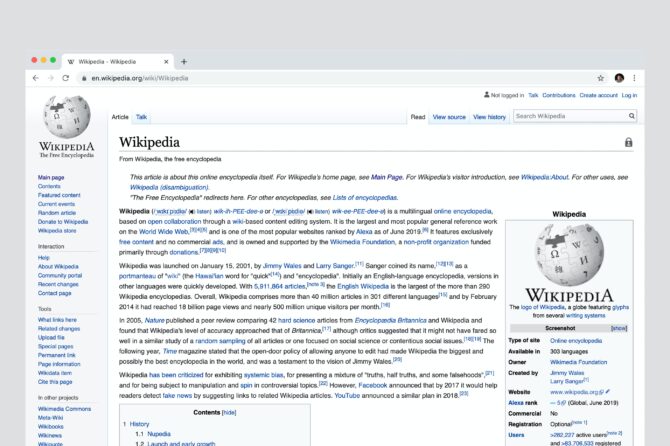 Wikipedia - Wikipedia
en.wikipedia.org/wiki/Wikipedia
Not logged in Talk Contributions Create account Log in
Article Talk
Read View source View history
Search Wikipedia
WIKIPEDIA
The Free Encyclopedia
Main page
Contents
Featured content
Current events
Random article
Donate to Wikipedia
Wikipedia store
Interaction
Help
About Wikipedia
Community portal
Recent changes
Contact page
Tools
What links here
Related changes
Upload file
Special pages
Permanent link
Page information
Wikidata item
Cite this page
In other projects
Wikimedia Commons
Meta-Wiki
Wikibooks
Wikinews
Wikipedia
From Wikipedia, the free encyclopedia
This article is about this online encyclopedia itself. For Wikipedia's home page, see Main Page. For Wikipedia's visitor introduction, see Wikipedia:About. For other uses, see
Wikipedia (disambiguation).
"The Free Encyclopedia" redirects here. For other encyclopedias, see Lists of encyclopedias.
Wikipedia (listen) wik-ih-PEE-dee-ə or (listen) wik-ee-PEE-dee-ə) is a multilingual online encyclopedia,
based on open collaboration through a wiki-based content editing system. It is the largest and most popular general reference work
on the World Wide Web,[3][4][5] and is one of the most popular websites ranked by Alexa as of June 2019.[6] It features exclusively
free content and no commercial ads, and is owned and supported by the Wikimedia Foundation, a non-profit organization funded
primarily through donations.[7][8][9][10]
Wikipedia was launched on January 15, 2001, by Jimmy Wales and Larry Sanger.[11] Sanger coined its name,[12][13] as a
portmanteau of "wiki" (the Hawai'ian word for "quick"[14]) and "encyclopedia". Initially an English-language encyclopedia, versions in
other languages were quickly developed. With 5,911,864 articles,[note 3] the English Wikipedia is the largest of the more than 290
Wikipedia encyclopedias. Overall, Wikipedia comprises more than 40 million articles in 301 different languages[15] and by February
2014 it had reached 18 billion page views and nearly 500 million unique visitors per month.[16]
In 2005, Nature published a peer review comparing 42 hard science articles from Encyclopædia Britannica and Wikipedia and
found that Wikipedia's level of accuracy approached that of Britannica,[17] although critics suggested that it might not have fared so
well in a similar study of a random sampling of all articles or one focused on social science or contentious social issues.[18][19] The
following year, Time magazine stated that the open-door policy of allowing anyone to edit had made Wikipedia the biggest and
possibly the best encyclopedia in the world, and was a testament to the vision of Jimmy Wales.[20]
Wikipedia has been criticized for exhibiting systemic bias, for presenting a mixture of "truths, half truths, and some falsehoods",[21]
and for being subject to manipulation and spin in controversial topics.[22] However, Facebook announced that by 2017 it would help
readers detect fake news by suggesting links to related Wikipedia articles. YouTube announced a similar plan in 2018.[23]
Contents [hide]
1 History
1.1 Nupedia
1.2 Launch and early growth
Wikipedia
WIKIPEDIA
The logo of Wikipedia, a globe featuring glyphs
from several writing systems
Screenshot [show]
Type of site Online encyclopedia
Available in 303 languages
Owner Wikimedia Foundation
Created by Jimmy Wales
Larry Sanger[1]
Website www.wikipedia.org
Alexa rank 5 (Global, June 2019)
Commercial No
Registration Optional[note 1]
Users >282,227 active users[note 2]
and >83,706,533 registered